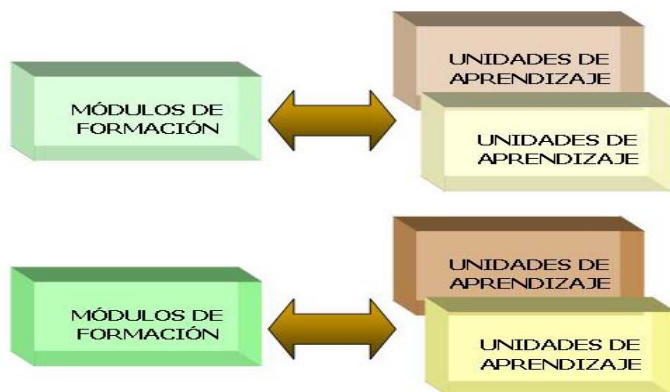 UNIDADES DE
APRENDIZAJE
MÓDULOS DE
FORMACIÓN
UNIDADES DE
APRENDIZAJE
UNIDADES DE
APRENDIZAJE
MÓDULOS DE
FORMACIÓN
UNIDADES DE
APRENDIZAJE